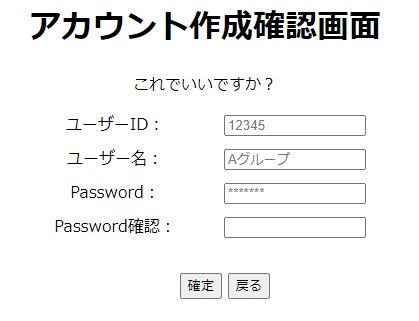 アカウント作成確認画面
これでいいですか？
ユーザーID： 12345
ユーザー名： Aグループ
Password： *******
Password確認：
確定 戻る